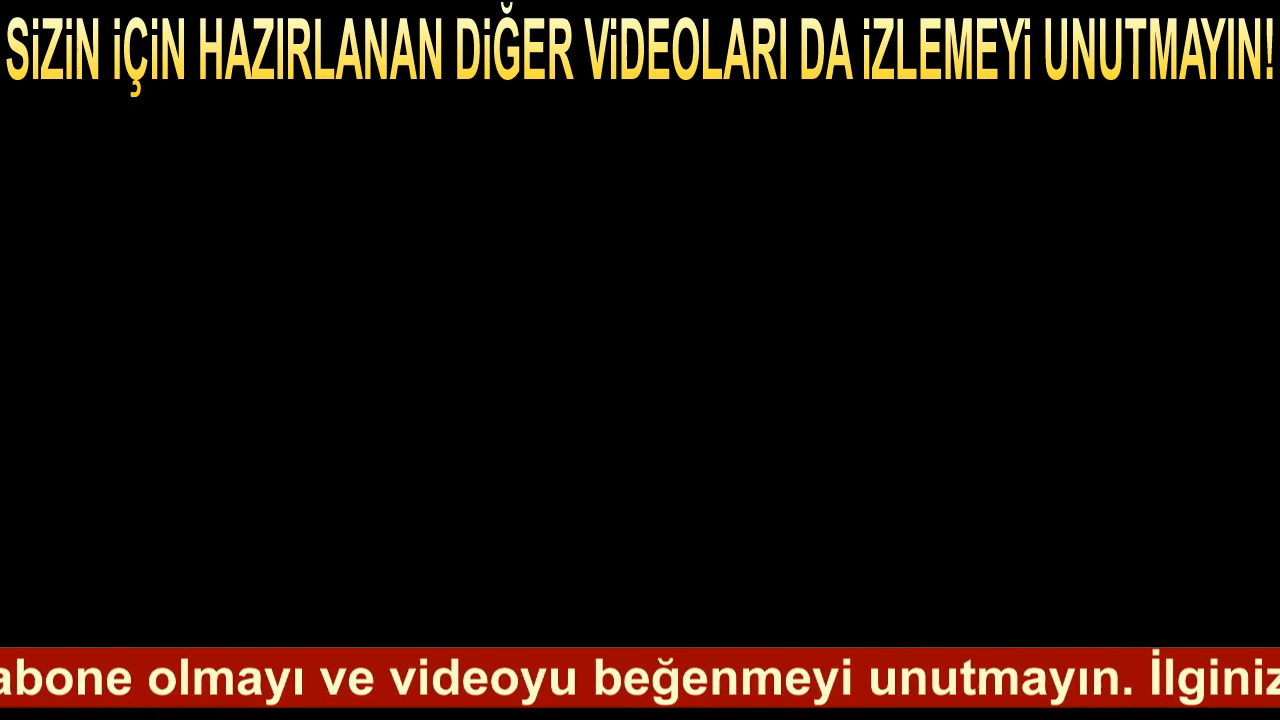 SiZiN iÇiN HAZIRLANAN DiĞER ViDEOLARI DA iZLEMEYi UNUTMAYIN!
abone olmayı ve videoyu beğenmeyi unutmayın. İlginiz